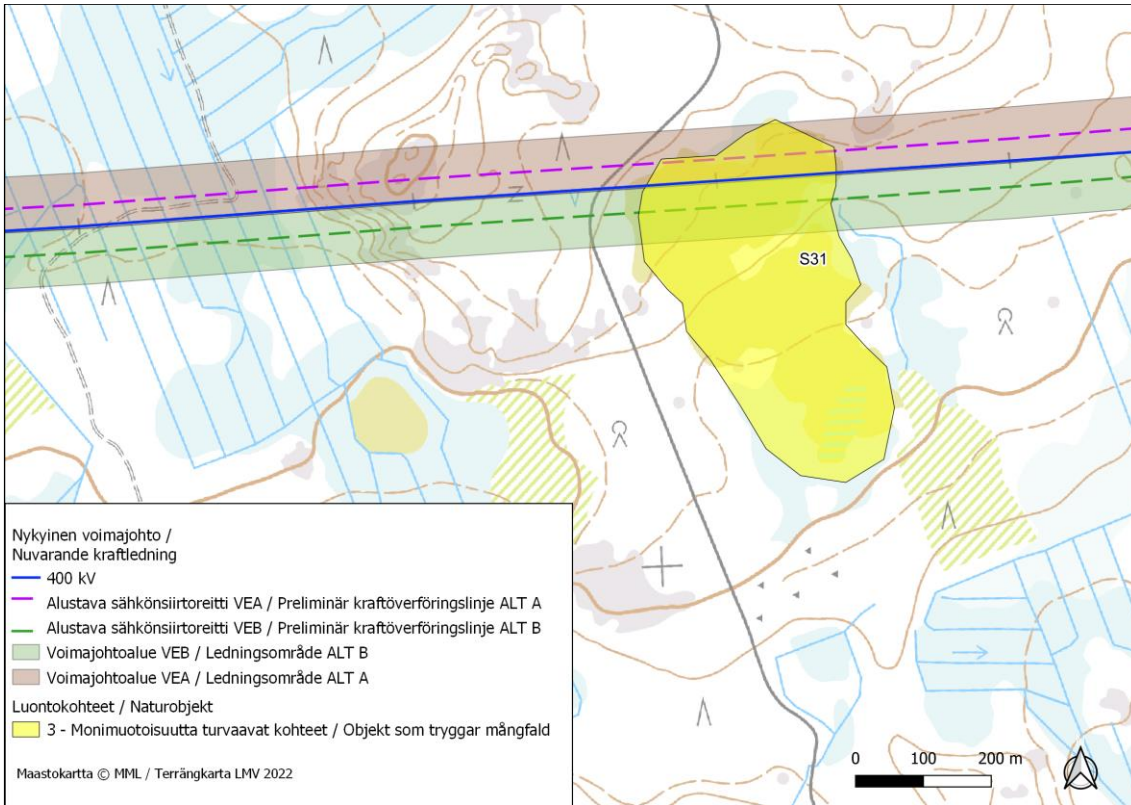 S31
Nykyinen voimajohto /
Nuvarande kraftledning
400 kV
Alustava sähkönsiirtoreitti VEA / Preliminär kraftöverföringslinje ALT A
Alustava sähkönsiirtoreitti VEB / Preliminär kraftöverföringslinje ALT B
Voimajohtoalue VEB / Ledningsområde ALT B
Voimajohtoalue VEA / Ledningsområde ALT A
Luontokohteet / Naturobjekt
3 - Monimuotoisuutta turvaavat kohteet / Objekt som tryggar mångfald
Maastokartta © MML / Terrängkarta LMV 2022
0 100 200 m